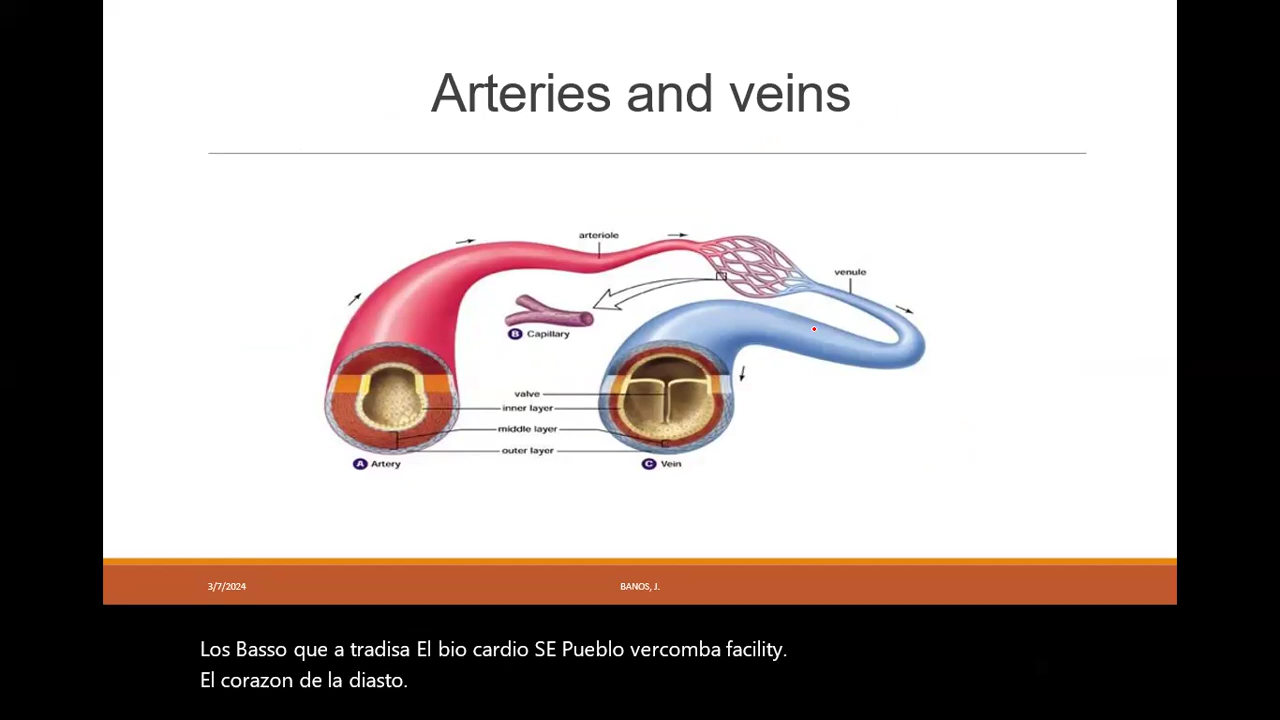 Arteries and veins
arteriole
venule
B Capillary
valve
inner layer
middle layer
outer layer
A Artery
C Vein
3/7/2024
BANOS, J.
Los Basso que a tradisa El bio cardio SE Pueblo vercomba facility.
El corazon de la diasto.